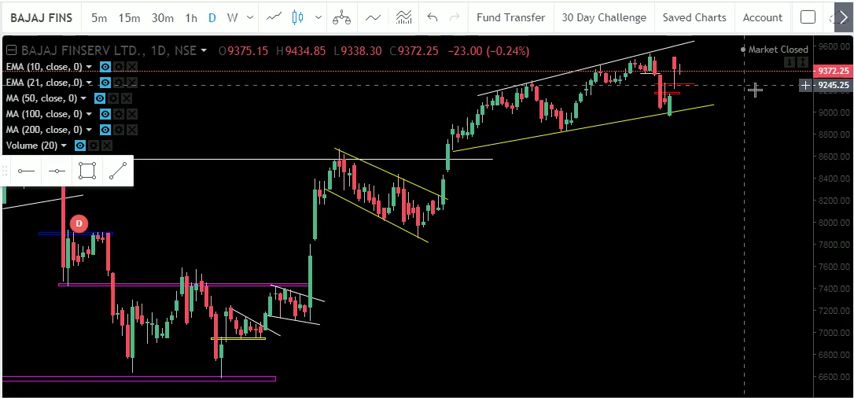 BAJAJ FINS 5m 15m 30m 1h D W Fund Transfer 30 Day Challenge Saved Charts Account
BAJAJ FINSERV LTD., 1D, NSE O9375.15 H9434.85 L9338.30 C9372.25 −23.00 (−0.24%)
Market Closed
EMA (10, close, 0)
EMA (21, close, 0)
MA (50, close, 0)
MA (100, close, 0)
MA (200, close, 0)
Volume (20)
D
9600.00
9372.25
9245.25
9000.00
8800.00
8600.00
8400.00
8200.00
8000.00
7800.00
7600.00
7400.00
7200.00
7000.00
6800.00
6600.00